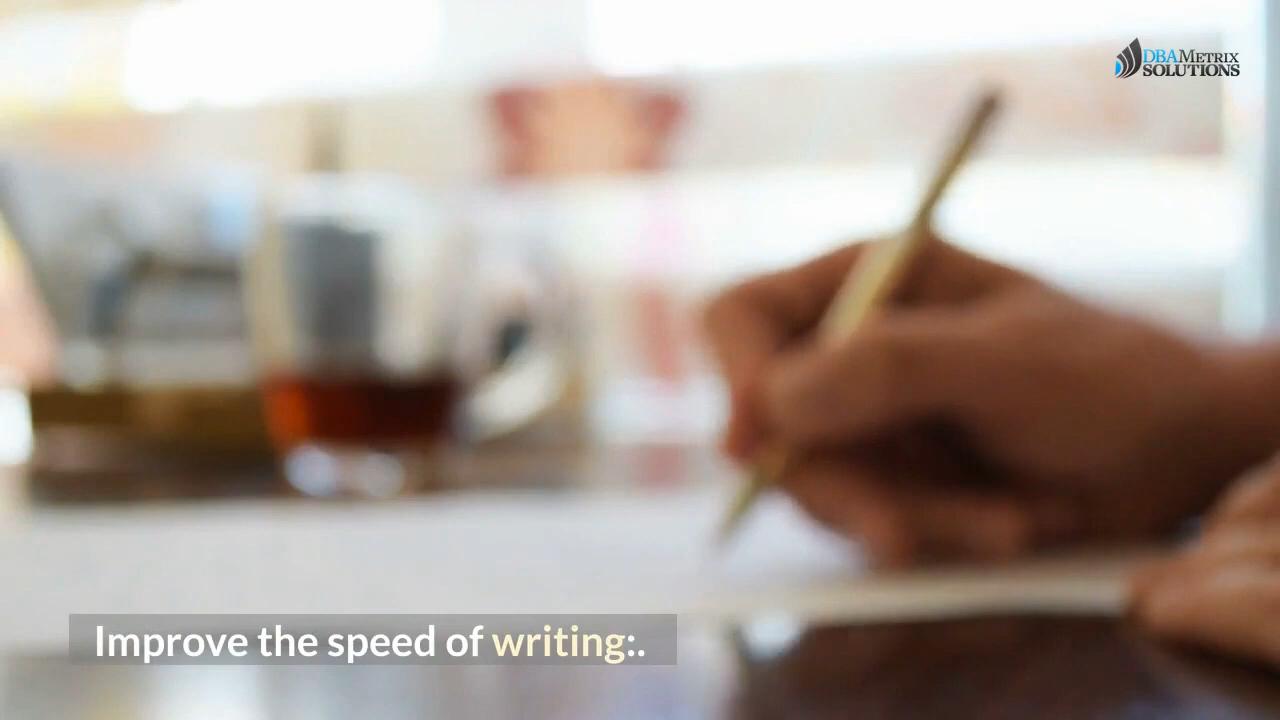 DBAMETRIX
SOLUTIONS
Improve the speed of writing:.